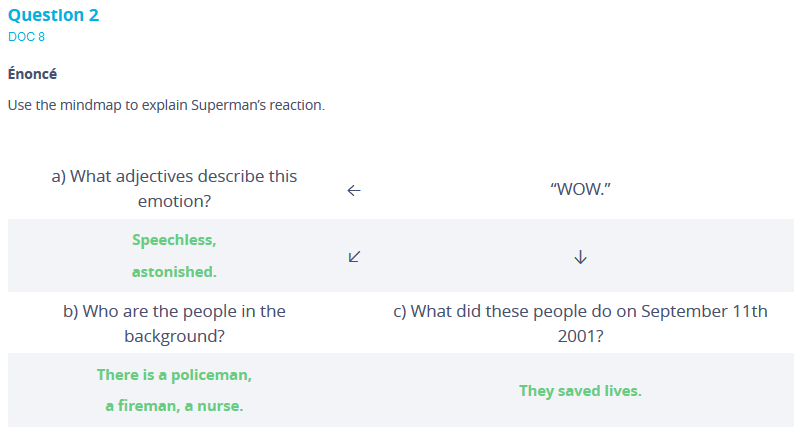 Question 2
DOC 8
Énoncé
Use the mindmap to explain Superman’s reaction.
a) What adjectives describe this
emotion?
←
“WOW.”
Speechless,
astonished.
↙
↓
b) Who are the people in the
background?
c) What did these people do on September 11th
2001?
There is a policeman,
a fireman, a nurse.
They saved lives.